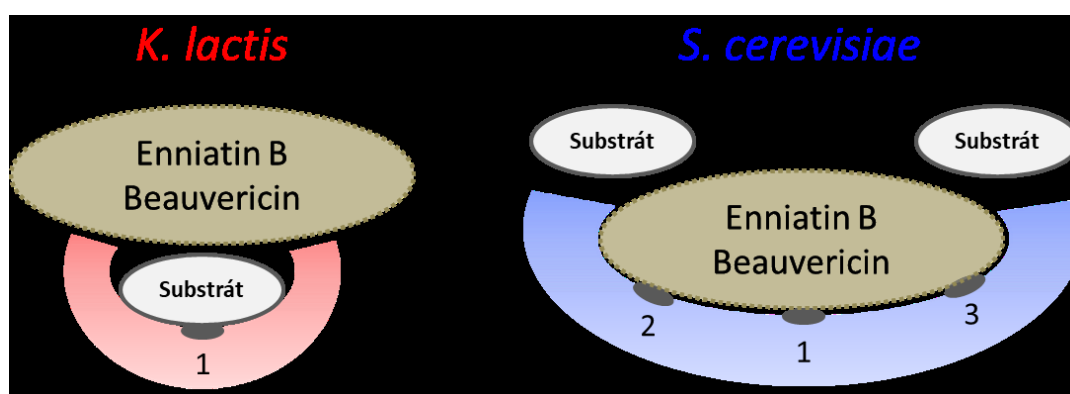 K. lactis
Enniatin B
Beauvericin
Substrát
1
S. cerevisiae
Substrát
Substrát
Enniatin B
Beauvericin
2
1
3